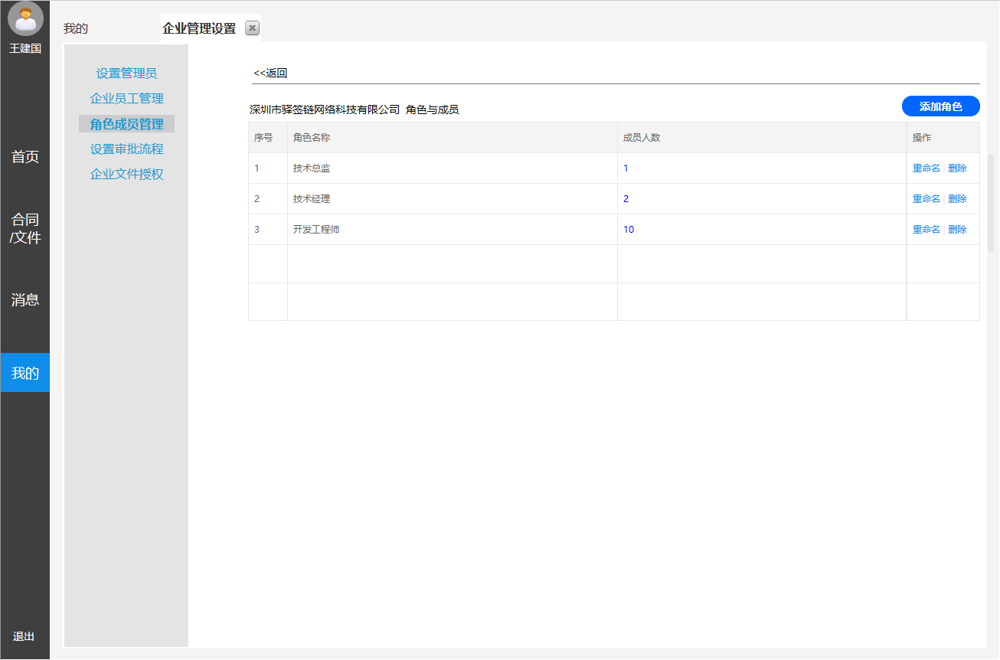 王建国
首页
合同
/文件
消息
我的
退出
我的
企业管理设置
设置管理员
企业员工管理
角色成员管理
设置审批流程
企业文件授权
<<返回
深圳市驿签链网络科技有限公司 角色与成员
添加角色
序号 角色名称 成员人数 操作
1 技术总监 1 重命名 | 删除
2 技术经理 2 重命名 | 删除
3 开发工程师 10 重命名 | 删除